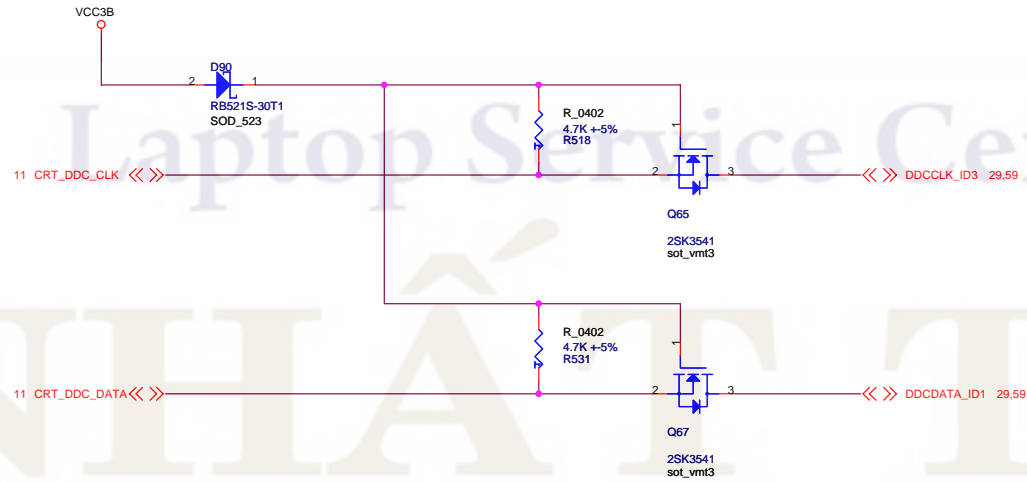 VCC3B
D90
2
1
RB521S-30T1
SOD_523
R_0402
4.7K +-5%
R518
1
11 CRT_DDC_CLK
2
3
DDCCLK_ID3 29,59
Q65
2SK3541
sot_vmt3
Laptop Service Ce
R_0402
4.7K +-5%
R531
1
11 CRT_DDC_DATA
2
3
DDCDATA_ID1 29,59
Q67
2SK3541
sot_vmt3
NHẤT T